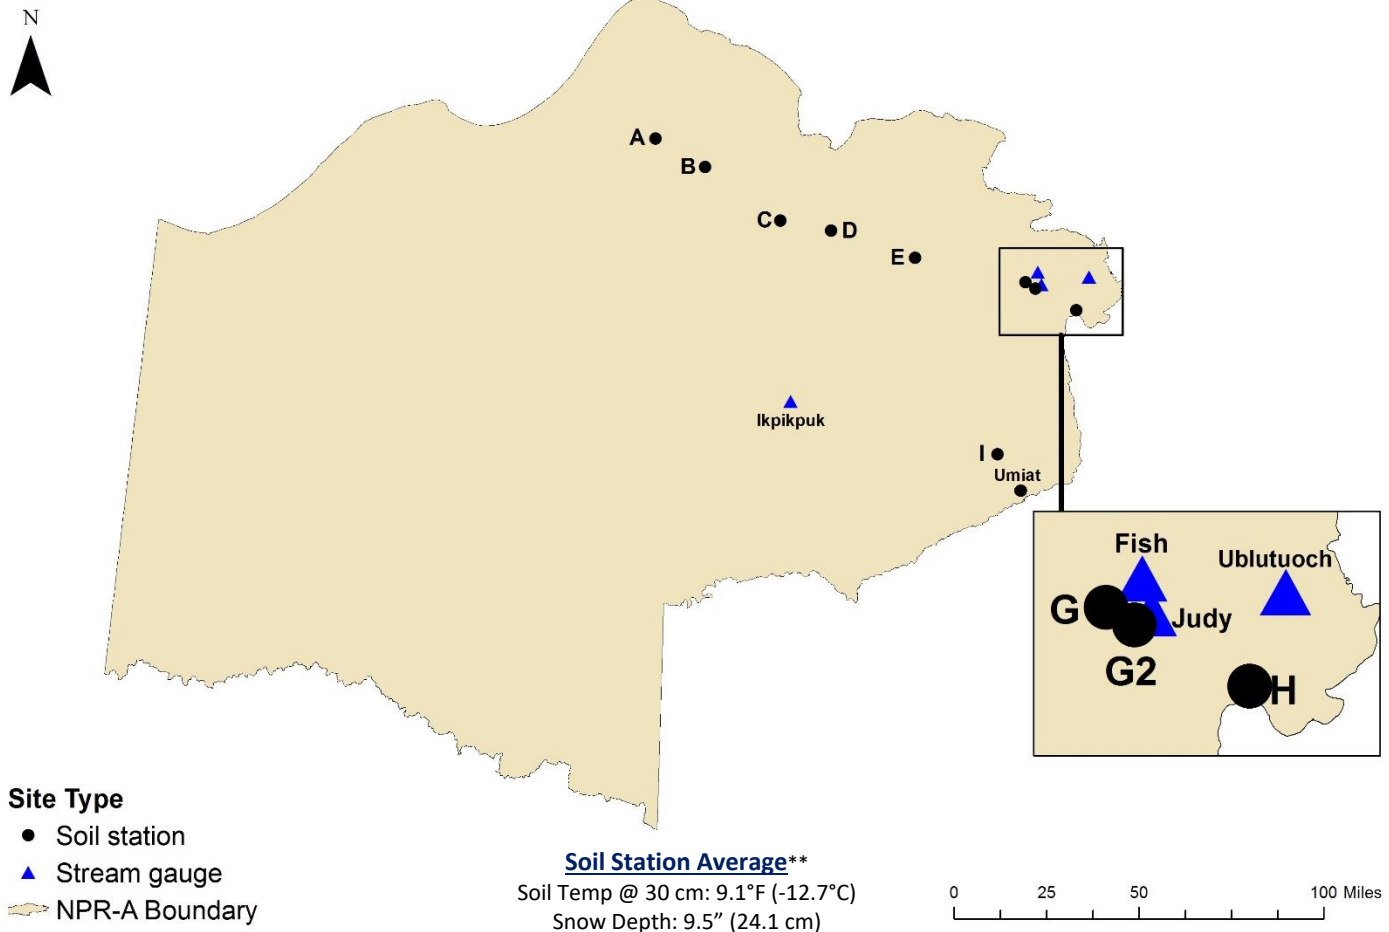 N
A
B
C
D
E
Ikpikpuk
I
Umiat
Fish
Ublutuoch
G
Judy
G2
H
Site Type
Soil station
Stream gauge
NPR-A Boundary
Soil Station Average**
Soil Temp @ 30 cm: 9.1°F (-12.7°C)
Snow Depth: 9.5” (24.1 cm)
0 25 50 100 Miles